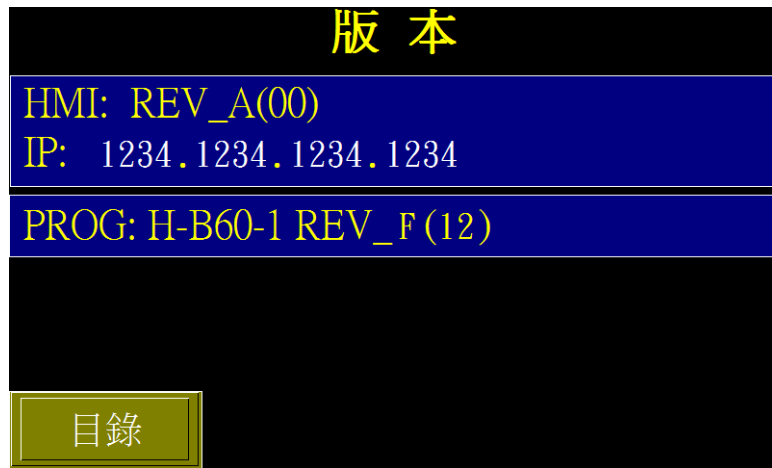 版 本
HMI: REV_A(00)
IP: 1234.1234.1234.1234
PROG: H-B60-1 REV_F(12)
目錄